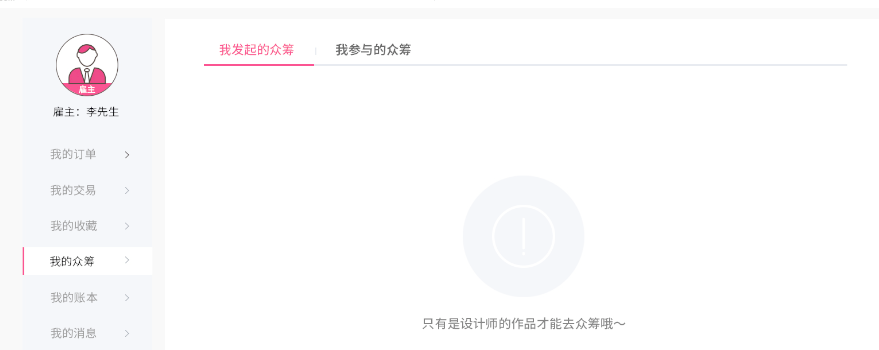 雇主
雇主：李先生
我的订单
我的交易
我的收藏
我的众筹
我的账本
我的消息
我发起的众筹
我参与的众筹
只有是设计师的作品才能去众筹哦～